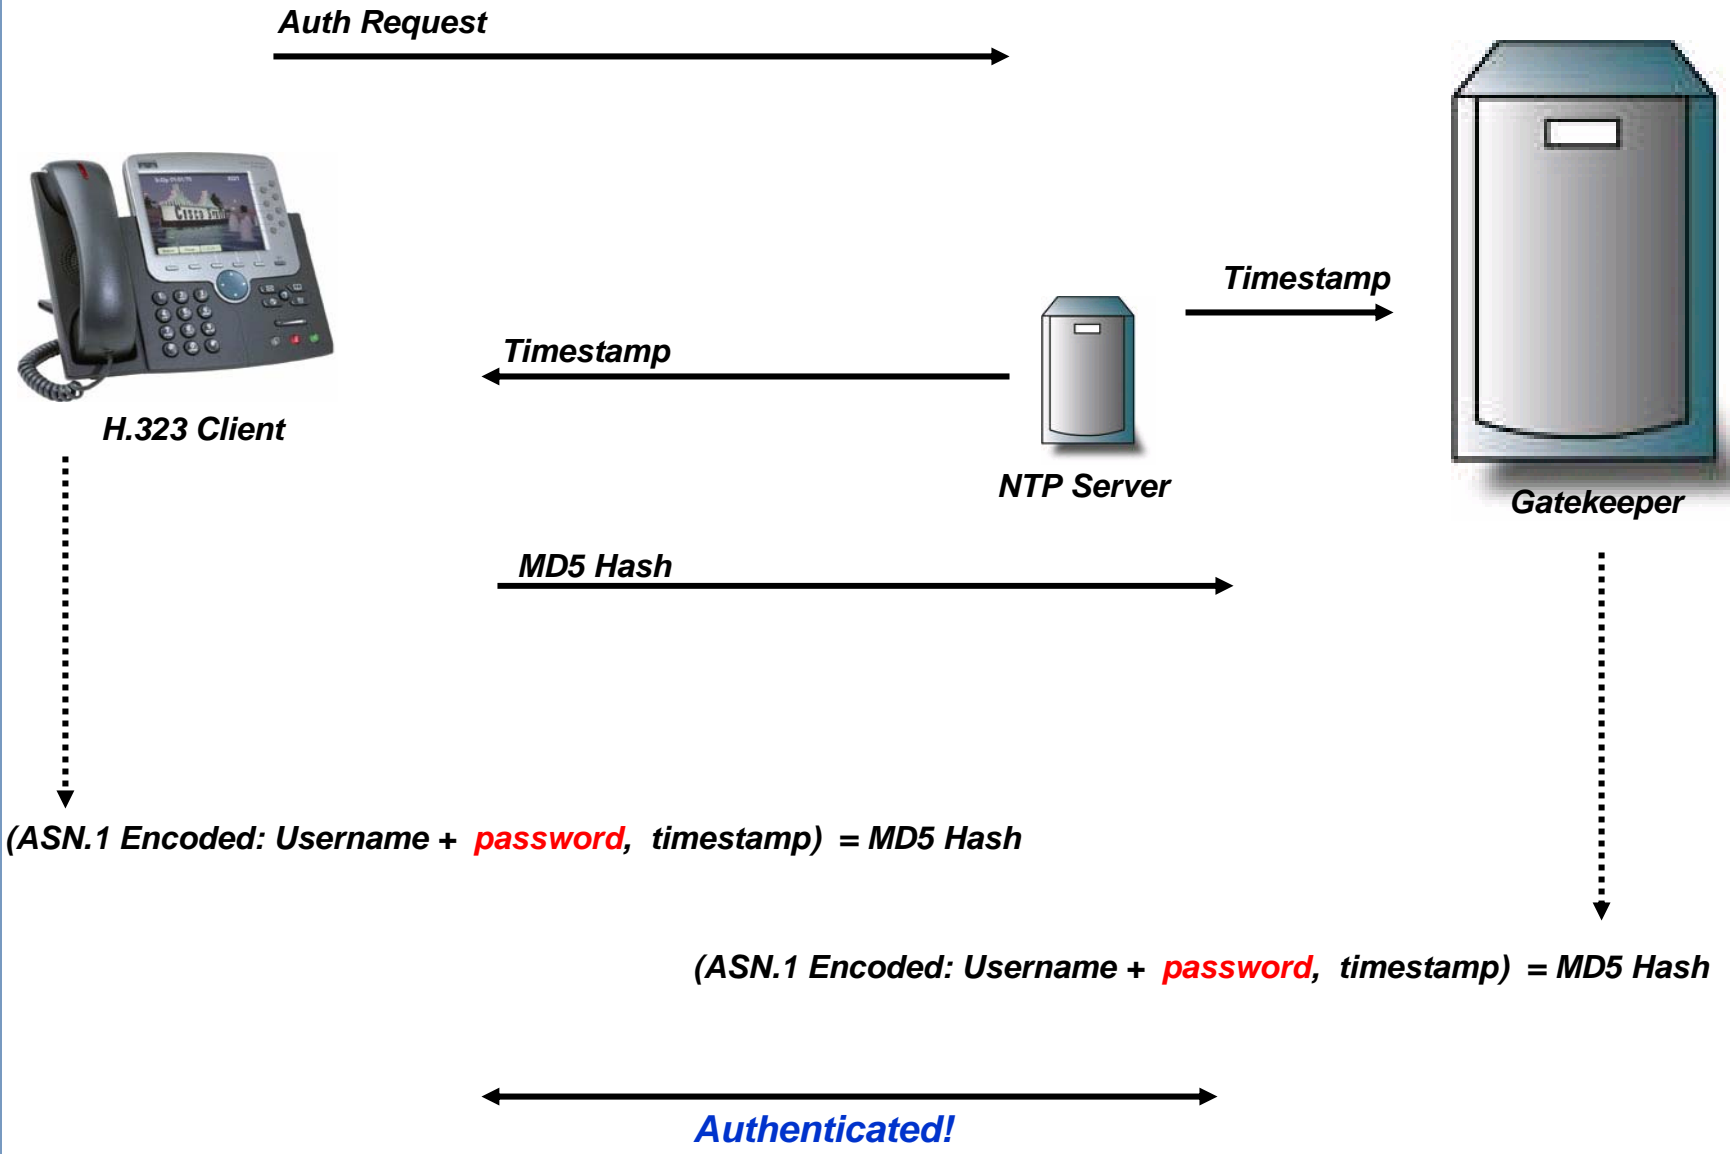 Auth Request
Timestamp
Timestamp
H.323 Client
NTP Server
Gatekeeper
MD5 Hash
(ASN.1 Encoded: Username + password, timestamp) = MD5 Hash
(ASN.1 Encoded: Username + password, timestamp) = MD5 Hash
Authenticated!